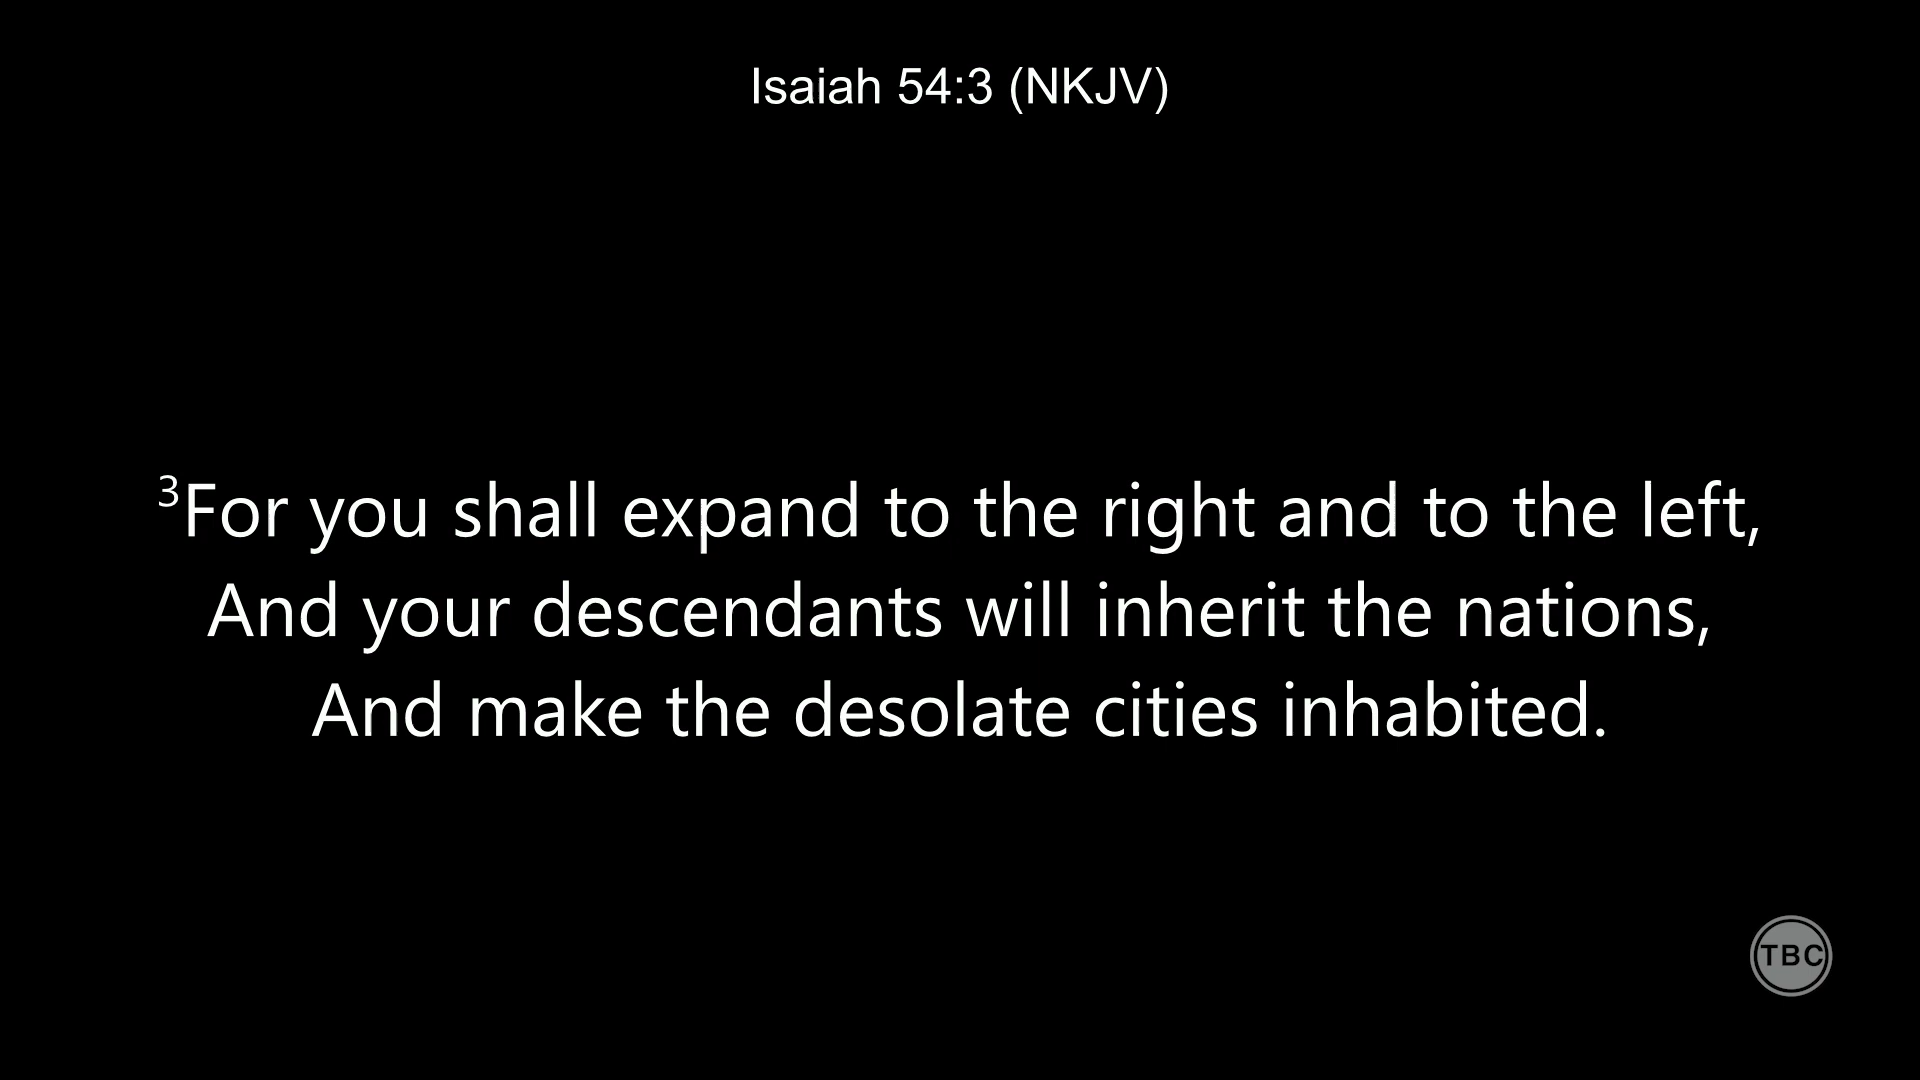 Isaiah 54:3 (NKJV)
³For you shall expand to the right and to the left,
And your descendants will inherit the nations,
And make the desolate cities inhabited.
TBC